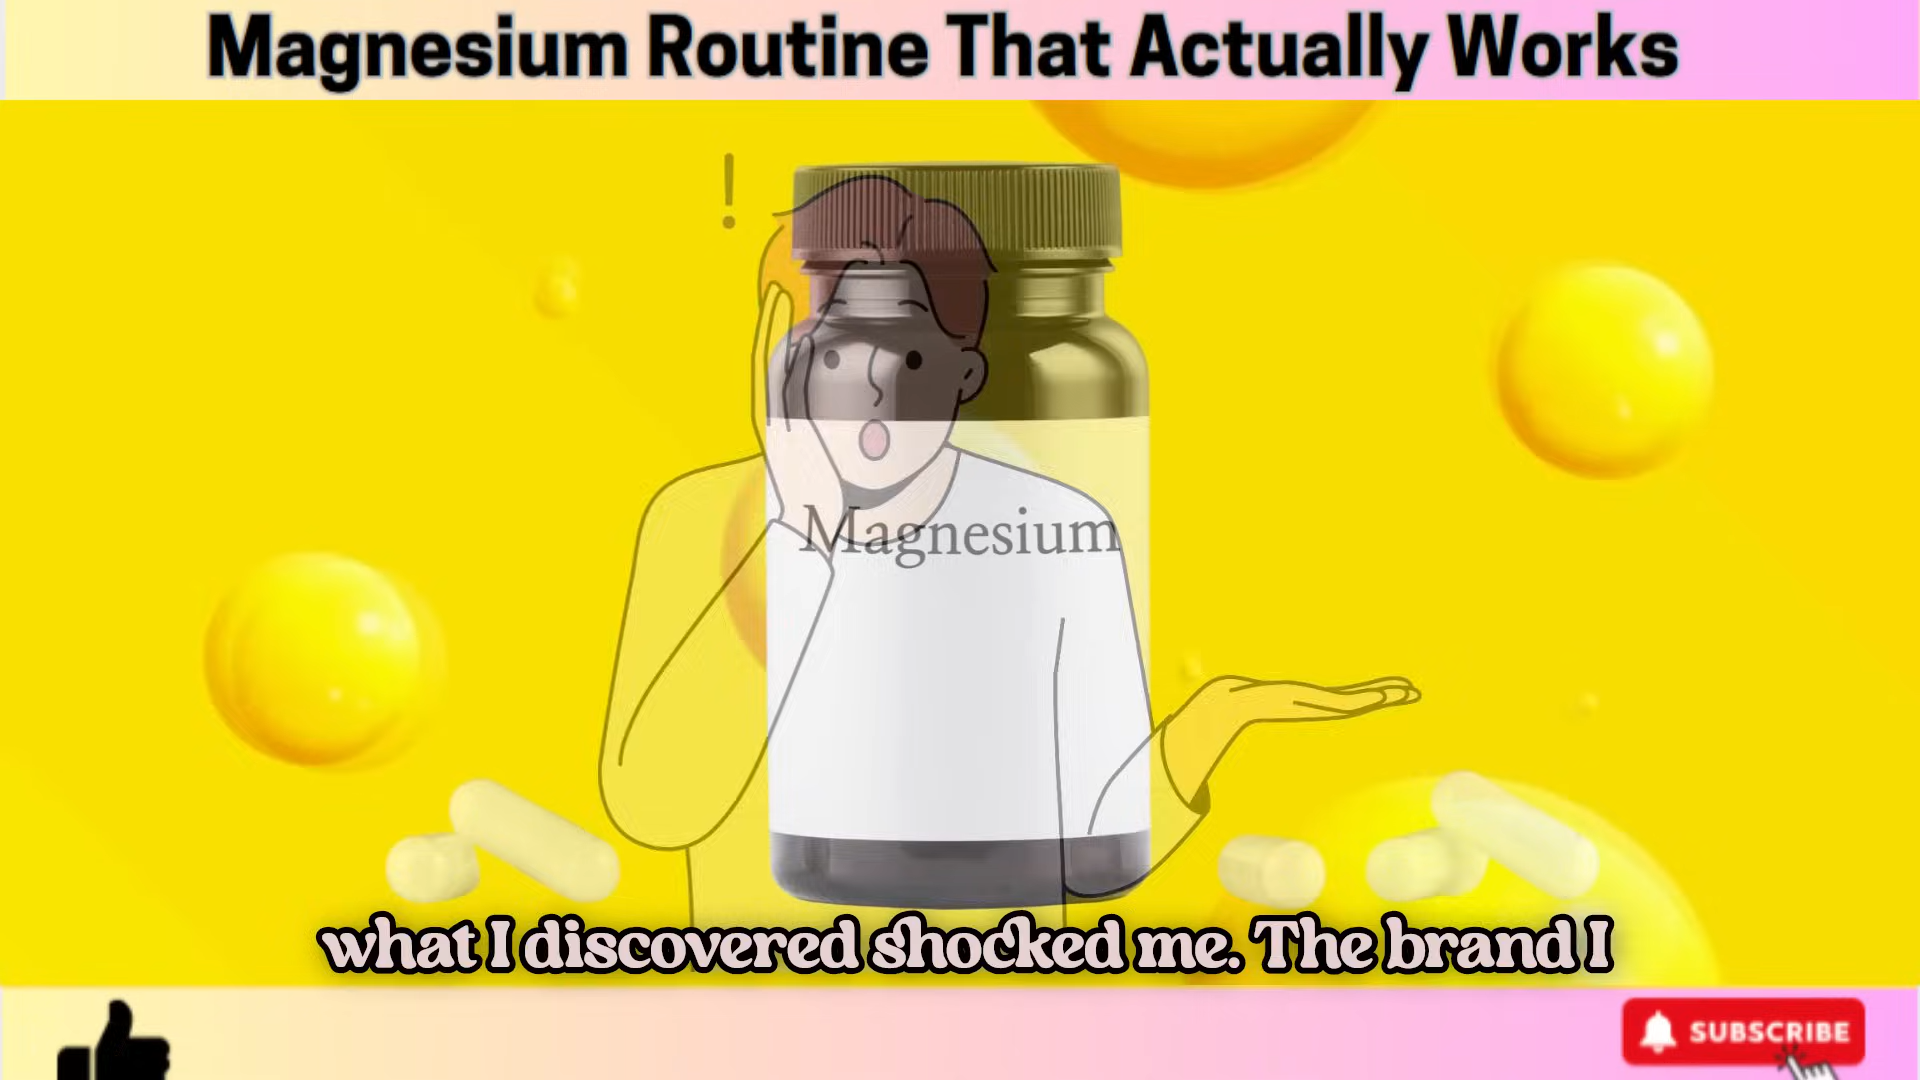 Magnesium Routine That Actually Works
!
Magnesium
what I discovered shocked me. The brand I
SUBSCRIBE